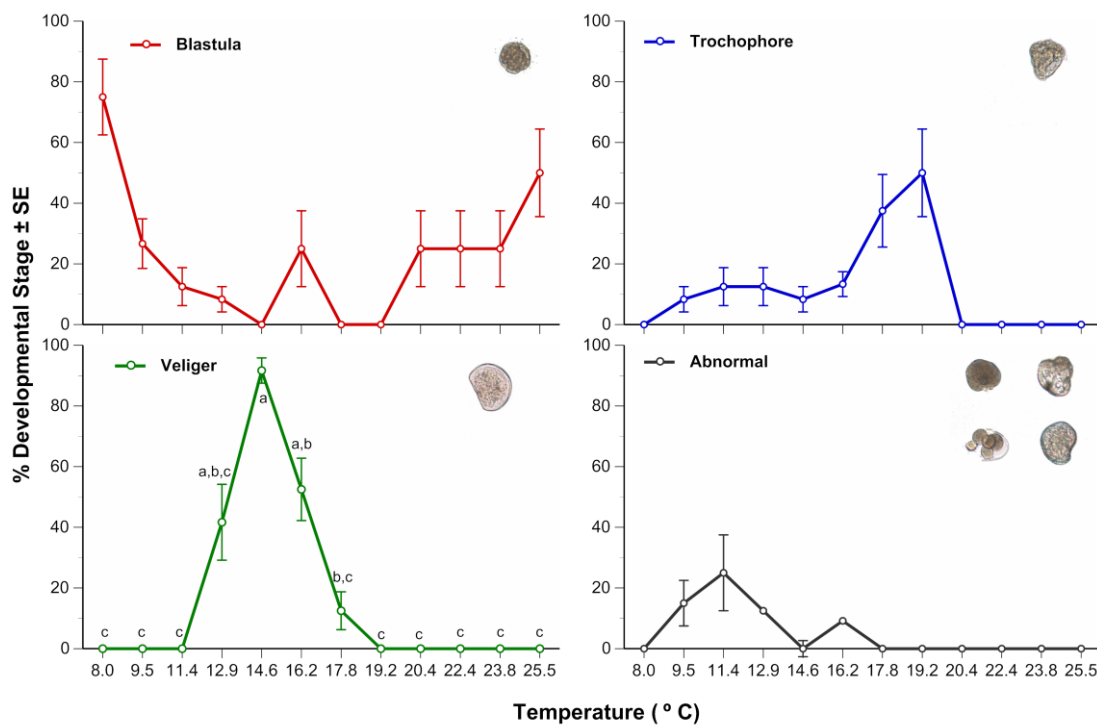 % Developmental Stage ± SE
Blastula
100
80
60
40
20
0
Trochophore
100
80
60
40
20
0
Veliger
100
80
60
40
20
0
c c c a,b,c a a,b b,c c c c c c
8.0 9.5 11.4 12.9 14.6 16.2 17.8 19.2 20.4 22.4 23.8 25.5
Abnormal
100
80
60
40
20
0
8.0 9.5 11.4 12.9 14.6 16.2 17.8 19.2 20.4 22.4 23.8 25.5
Temperature ( º C)